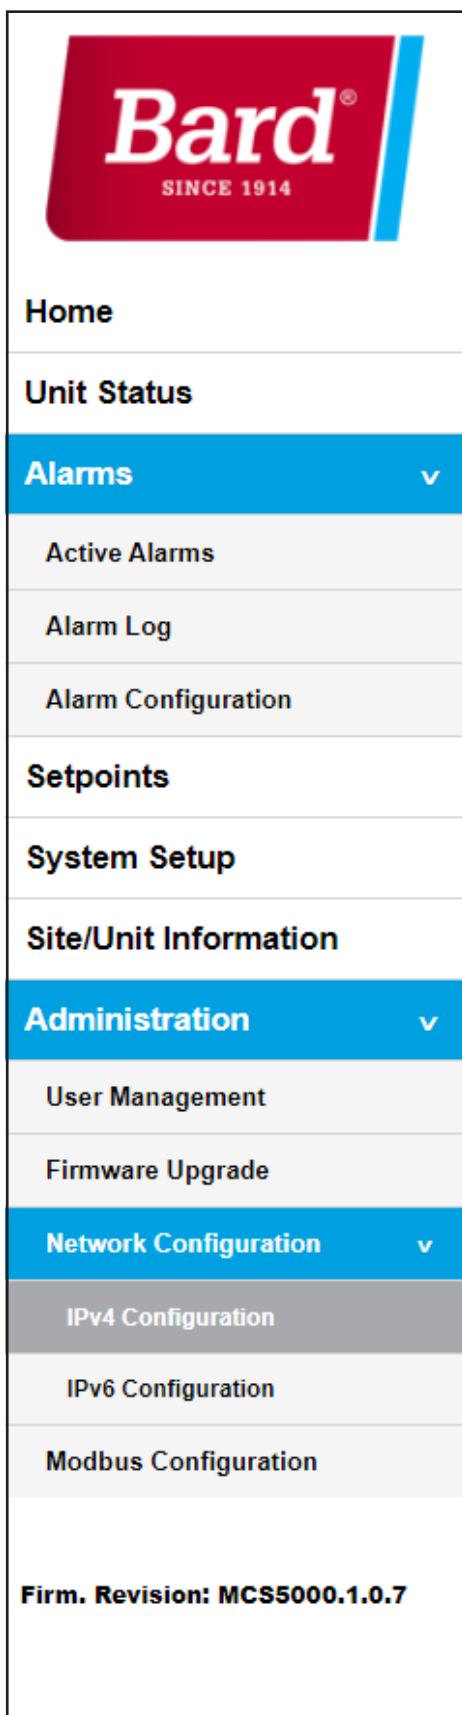 Bard®
SINCE 1914
Home
Unit Status
Alarms v
Active Alarms
Alarm Log
Alarm Configuration
Setpoints
System Setup
Site/Unit Information
Administration v
User Management
Firmware Upgrade
Network Configuration v
IPv4 Configuration
IPv6 Configuration
Modbus Configuration
Firm. Revision: MCS5000.1.0.7